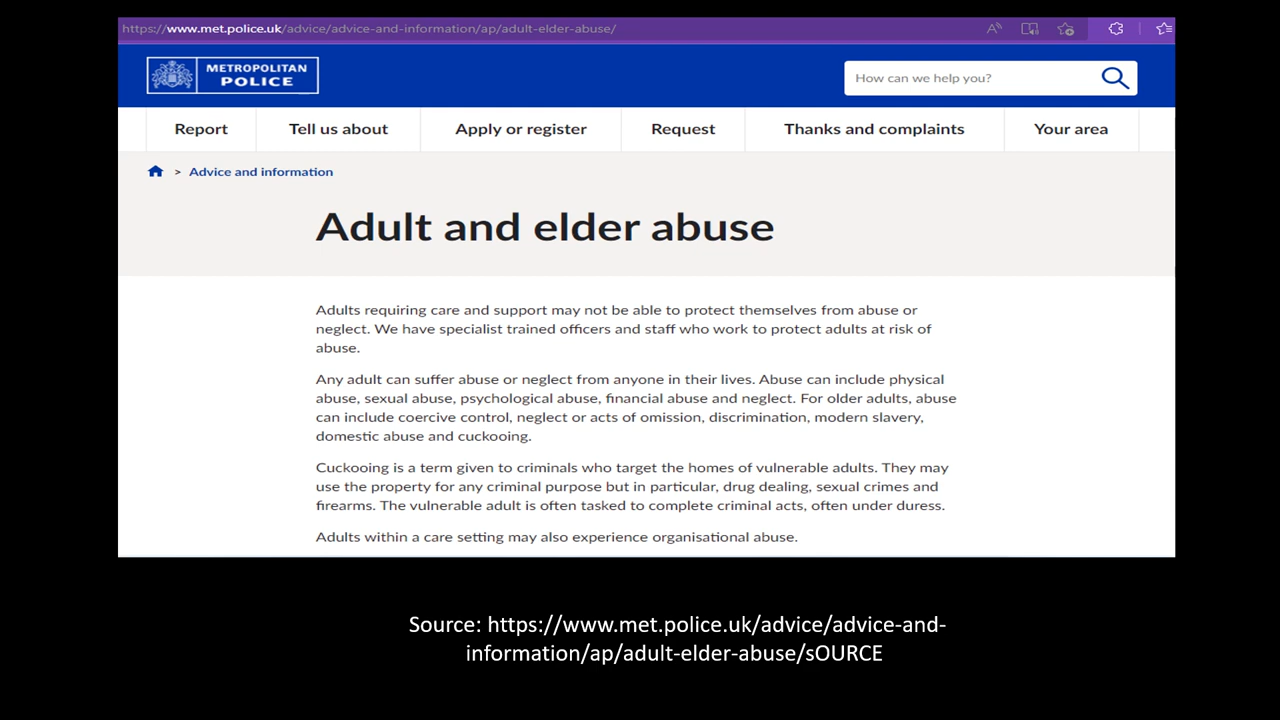 https://www.met.police.uk/advice/advice-and-information/ap/adult-elder-abuse/
METROPOLITAN
POLICE
How can we help you?
Report
Tell us about
Apply or register
Request
Thanks and complaints
Your area
> Advice and information
Adult and elder abuse
Adults requiring care and support may not be able to protect themselves from abuse or
neglect. We have specialist trained officers and staff who work to protect adults at risk of
abuse.
Any adult can suffer abuse or neglect from anyone in their lives. Abuse can include physical
abuse, sexual abuse, psychological abuse, financial abuse and neglect. For older adults, abuse
can include coercive control, neglect or acts of omission, discrimination, modern slavery,
domestic abuse and cuckooing.
Cuckooing is a term given to criminals who target the homes of vulnerable adults. They may
use the property for any criminal purpose but in particular, drug dealing, sexual crimes and
firearms. The vulnerable adult is often tasked to complete criminal acts, often under duress.
Adults within a care setting may also experience organisational abuse.
Source: https://www.met.police.uk/advice/advice-and-
information/ap/adult-elder-abuse/sOURCE